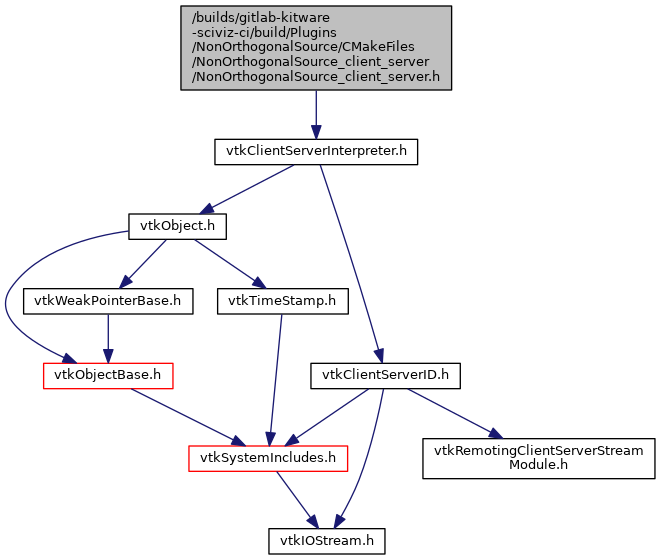 /builds/gitlab-kitware
-sciviz-ci/build/Plugins
/NonOrthogonalSource/CMakeFiles
/NonOrthogonalSource_client_server
/NonOrthogonalSource_client_server.h
vtkClientServerInterpreter.h
vtkObject.h
vtkWeakPointerBase.h
vtkTimeStamp.h
vtkObjectBase.h
vtkClientServerID.h
vtkSystemIncludes.h
vtkRemotingClientServerStream
Module.h
vtkIOStream.h